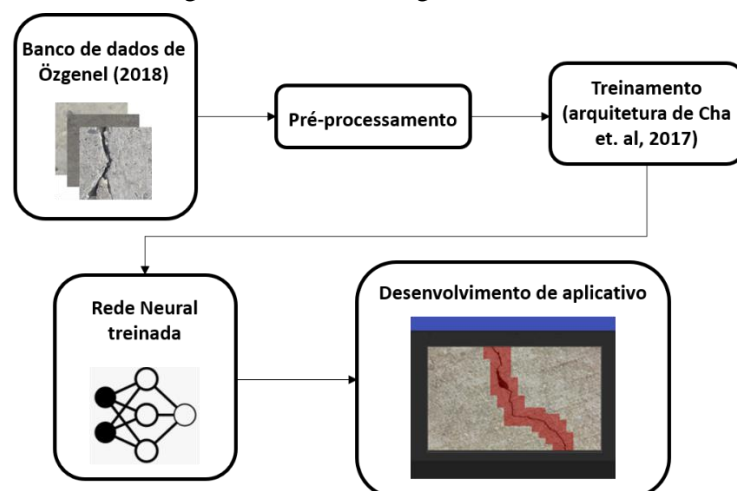 Banco de dados de
Özgenel (2018)
Pré-processamento
Treinamento
(arquitetura de Cha
et. al, 2017)
Rede Neural
treinada
Desenvolvimento de aplicativo